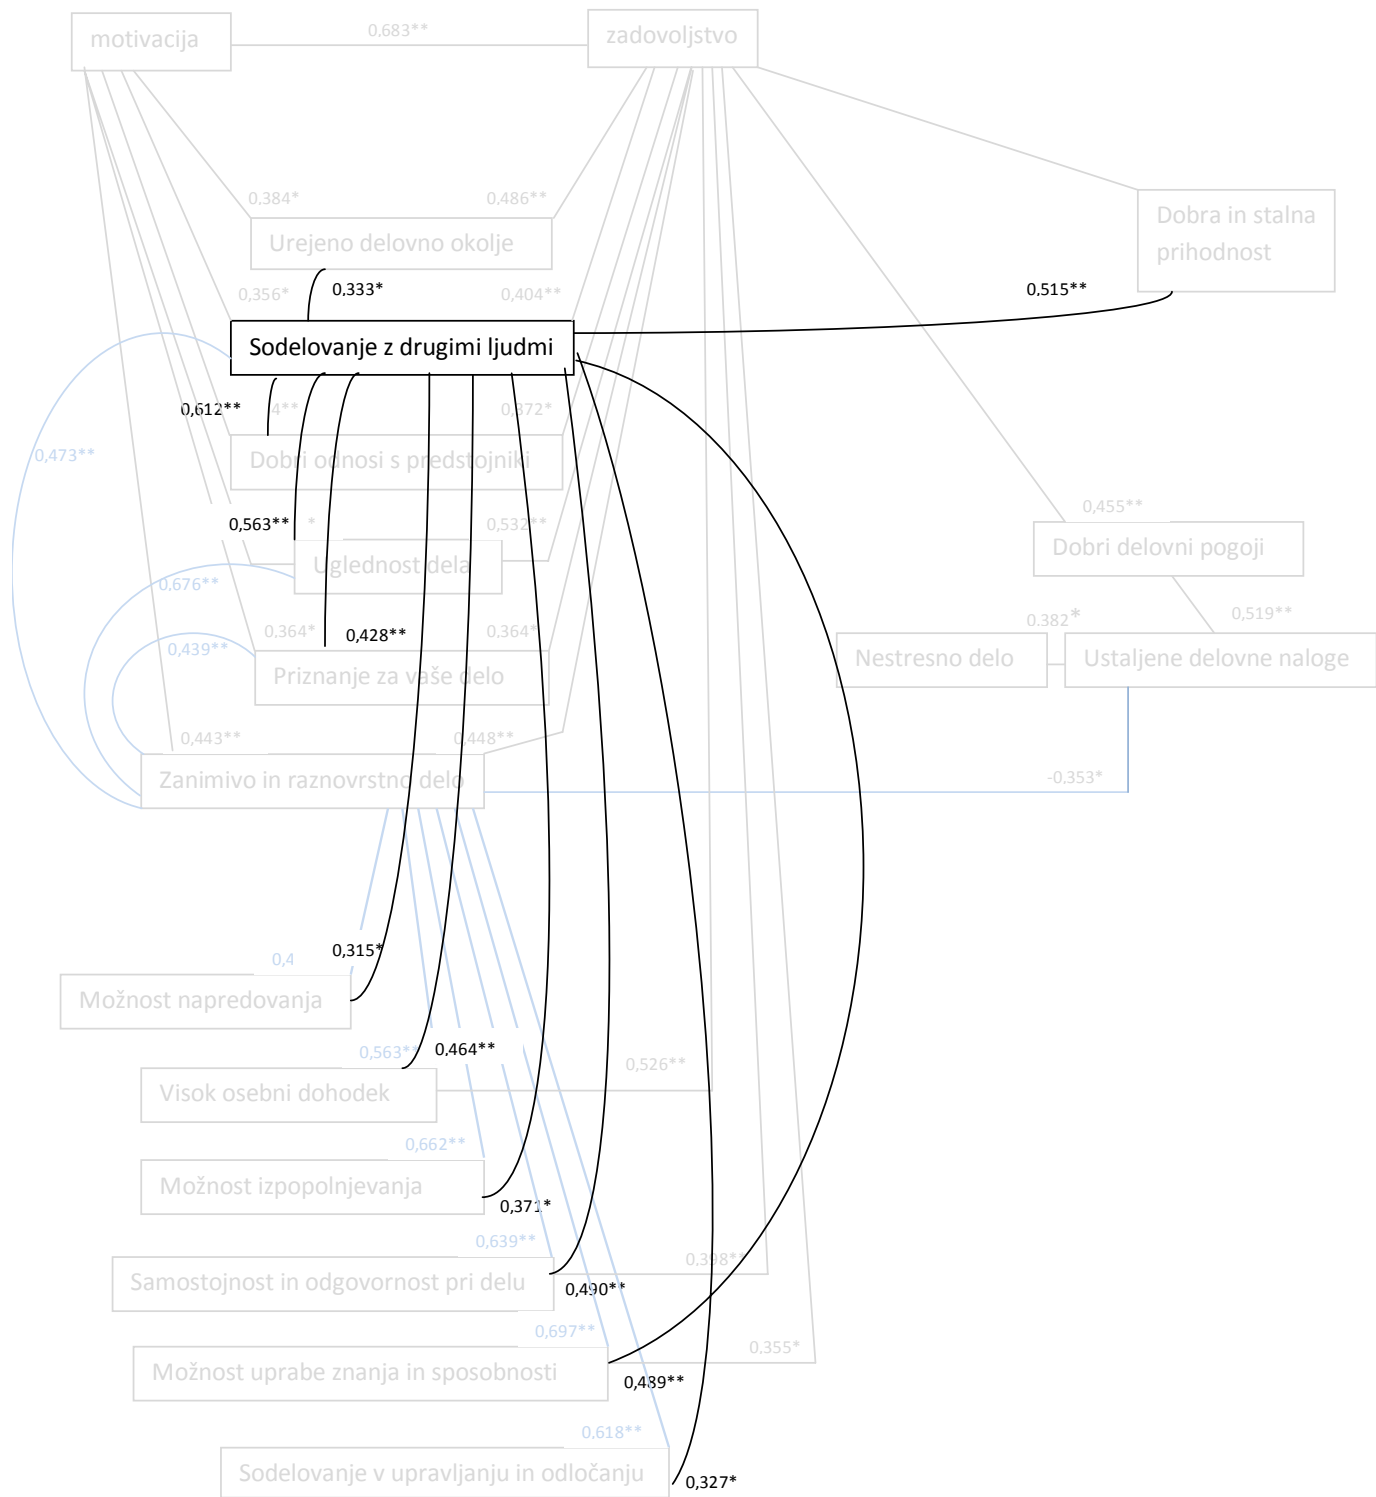 motivacija
0,683**
zadovoljstvo
0,384*
0,486**
Urejeno delovno okolje
Dobra in stalna
prihodnost
0,356*
0,333*
0,404**
0,515**
Sodelovanje z drugimi ljudmi
0,612**
4**
0,372*
0,473**
Dobri odnosi s predstojniki
0,563**
*
0,532**
0,455**
Uglednost dela
Dobri delovni pogoji
0,676**
0,364*
0,428**
0,364*
0.382*
0,519**
0,439**
Priznanje za vaše delo
Nestresno delo
Ustaljene delovne naloge
0,443**
0,448**
Zanimivo in raznovrstno delo
-0,353*
0,4
0,315*
Možnost napredovanja
0,563**
0,464**
0,526**
Visok osebni dohodek
0,662**
Možnost izpopolnjevanja
0,371*
0,639**
0,398**
Samostojnost in odgovornost pri delu
0,490**
0,697**
0,355*
Možnost uprabe znanja in sposobnosti
0,489**
0,618**
Sodelovanje v upravljanju in odločanju
0,327*